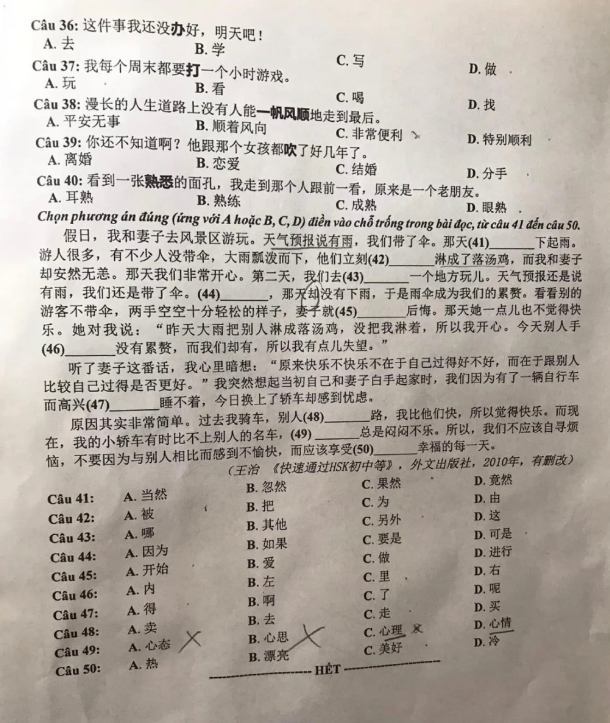 Câu 36: 这件事我还没办好，明天吧！
A. 去 B. 学 C. 写 D. 做
Câu 37: 我每个周末都要打一个小时游戏。
A. 玩 B. 看 C. 喝 D. 找
Câu 38: 漫长的人生道路上没有人能一帆风顺地走到最后。
A. 平安无事 B. 顺着风向 C. 非常便利 D. 特别顺利
Câu 39: 你还不知道啊？他跟那个女孩都吹了好几年了。
A. 离婚 B. 恋爱 C. 结婚 D. 分手
Câu 40: 看到一张熟悉的面孔，我走到那个人跟前一看，原来是一个老朋友。
A. 耳熟 B. 熟练 C. 成熟 D. 眼熟
Chọn phương án đúng (ứng với A hoặc B, C, D) điền vào chỗ trống trong bài đọc, từ câu 41 đến câu 50.
假日，我和妻子去风景区游玩。天气预报说有雨，我们带了伞。那天(41)______下起雨。
游人很多，有不少人没带伞，大雨瓢泼而下，他们立刻(42)______淋成了落汤鸡，而我和妻子
却安然无恙。那天我们非常开心。第二天，我们去(43)______一个地方玩儿。天气预报还是说
有雨，我们还是带了伞。(44)______，那天却没有下雨，于是雨伞成为我们的累赘。看看别的
游客不带伞，两手空空十分轻松的样子，妻子就(45)______后悔。那天她一点儿也不觉得快
乐。她对我说：“昨天大雨把别人淋成落汤鸡，没把我淋着，所以我开心。今天别人手
(46)______没有累赘，而我们却有，所以我有点儿失望。”
听了妻子这番话，我心里暗想：“原来快乐不快乐不在于自己过得好不好，而在于跟别人
比较自己过得是否更好。”我突然想起当初自己和妻子白手起家时，我们因为有了一辆自行车
而高兴(47)______睡不着，今日换上了轿车却感到忧虑。
原因其实非常简单。过去我骑车，别人(48)______路，我比他们快，所以觉得快乐。而现
在，我的小轿车有时比不上别人的名车，(49)______总是闷闷不乐。所以，我们不应该自寻烦
恼，不要因为与别人相比而感到不愉快，而应该享受(50)______幸福的每一天。
（王治 《快速通过HSK初中等》，外文出版社，2010年，有删改）
Câu 41: A. 当然 B. 忽然 C. 果然 D. 竟然
Câu 42: A. 被 B. 把 C. 为 D. 由
Câu 43: A. 哪 B. 其他 C. 另外 D. 这
Câu 44: A. 因为 B. 如果 C. 要是 D. 可是
Câu 45: A. 开始 B. 爱 C. 做 D. 进行
Câu 46: A. 内 B. 左 C. 里 D. 右
Câu 47: A. 得 B. 啊 C. 了 D. 呢
Câu 48: A. 卖 B. 去 C. 走 D. 买
Câu 49: A. 心态 B. 心思 C. 心理 D. 心情
Câu 50: A. 热 B. 漂亮 C. 美好 D. 冷
HẾT